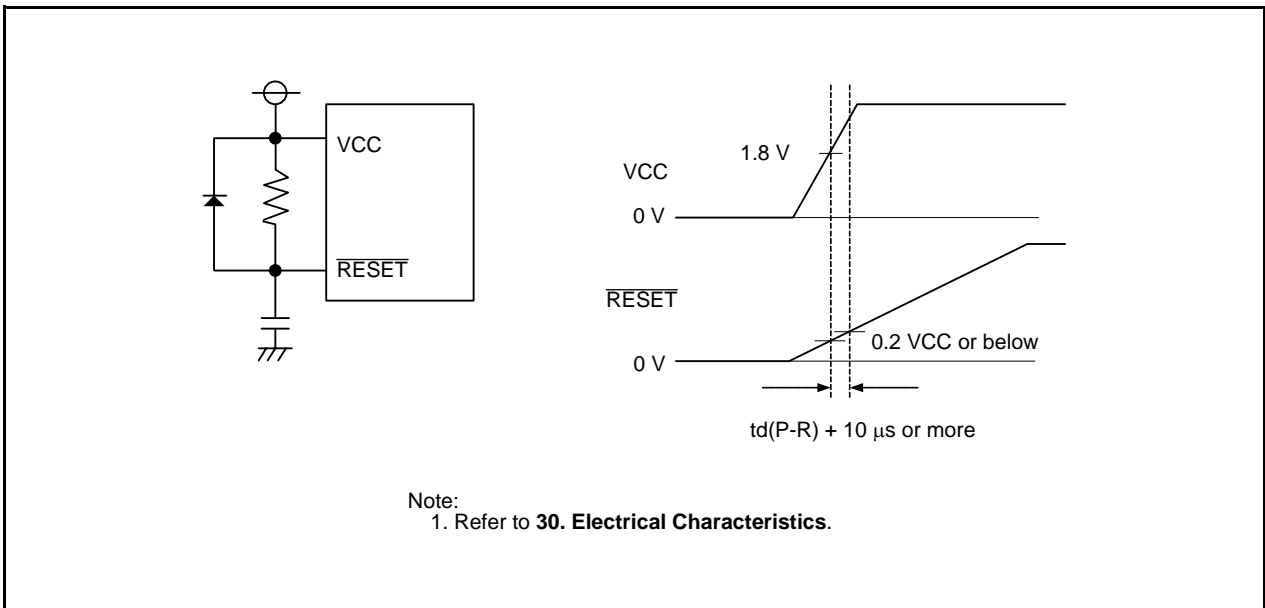 VCC
RESET
1.8 V
VCC
0 V
RESET
0.2 VCC or below
0 V
td(P-R) + 10 μs or more
Note:
1. Refer to 30. Electrical Characteristics.